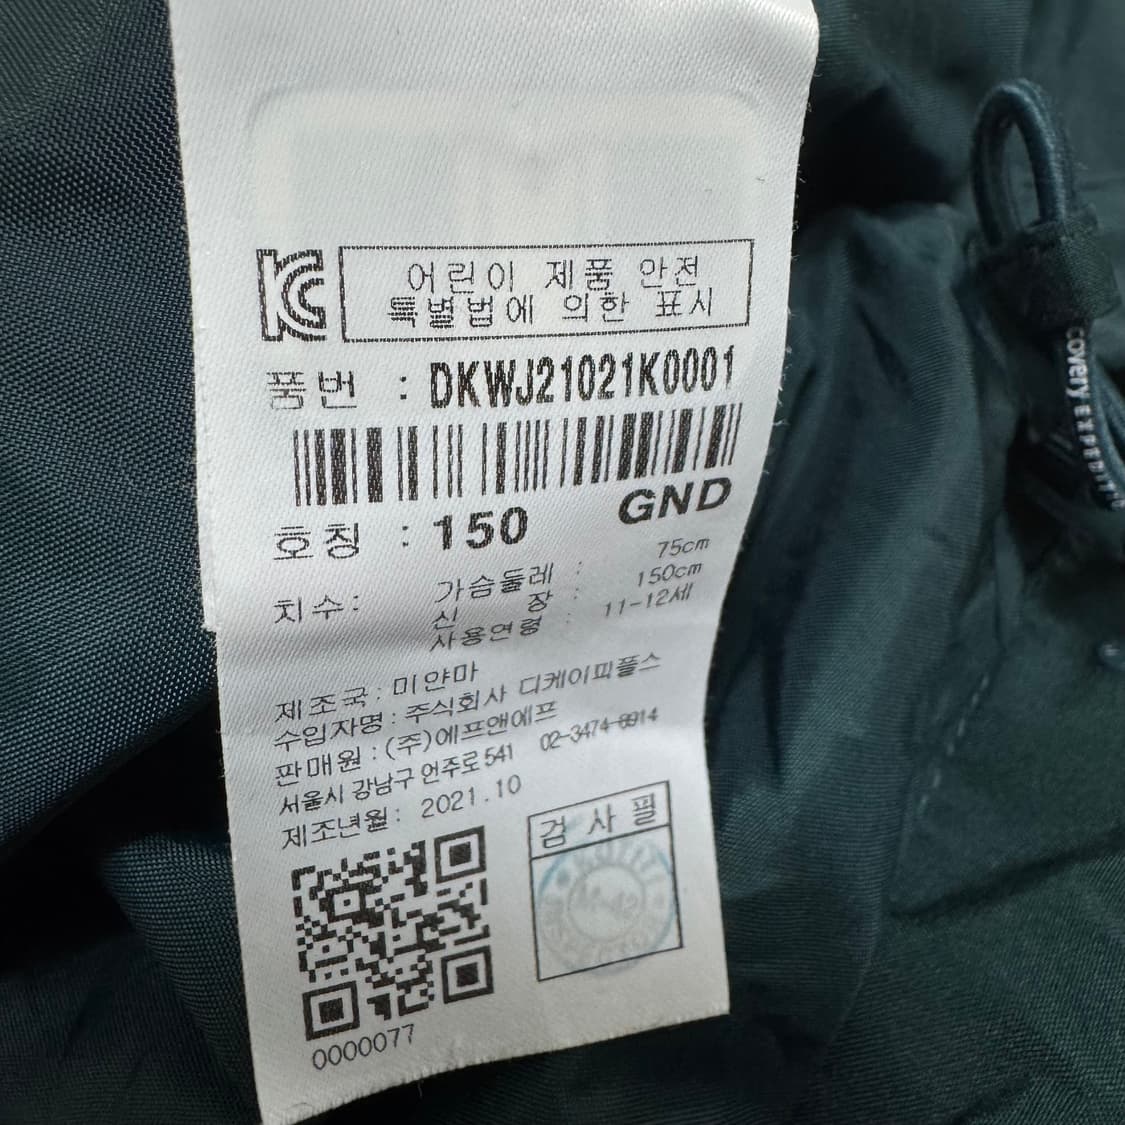 KC
어린이 제품 안전
특별법에 의한 표시
품번 : DKWJ21021K0001
GND
호칭 : 150
치수: 가슴둘레 : 75cm
신 장 : 150cm
사용연령 : 11-12세
제조국 : 미얀마
수입자명 : 주식회사 디케이피플스
판매원 : (주)에프앤에프
서울시 강남구 언주로 541 02-3474-8914
제조년월 : 2021.10
검사필
0000077
covery EXPEDITI